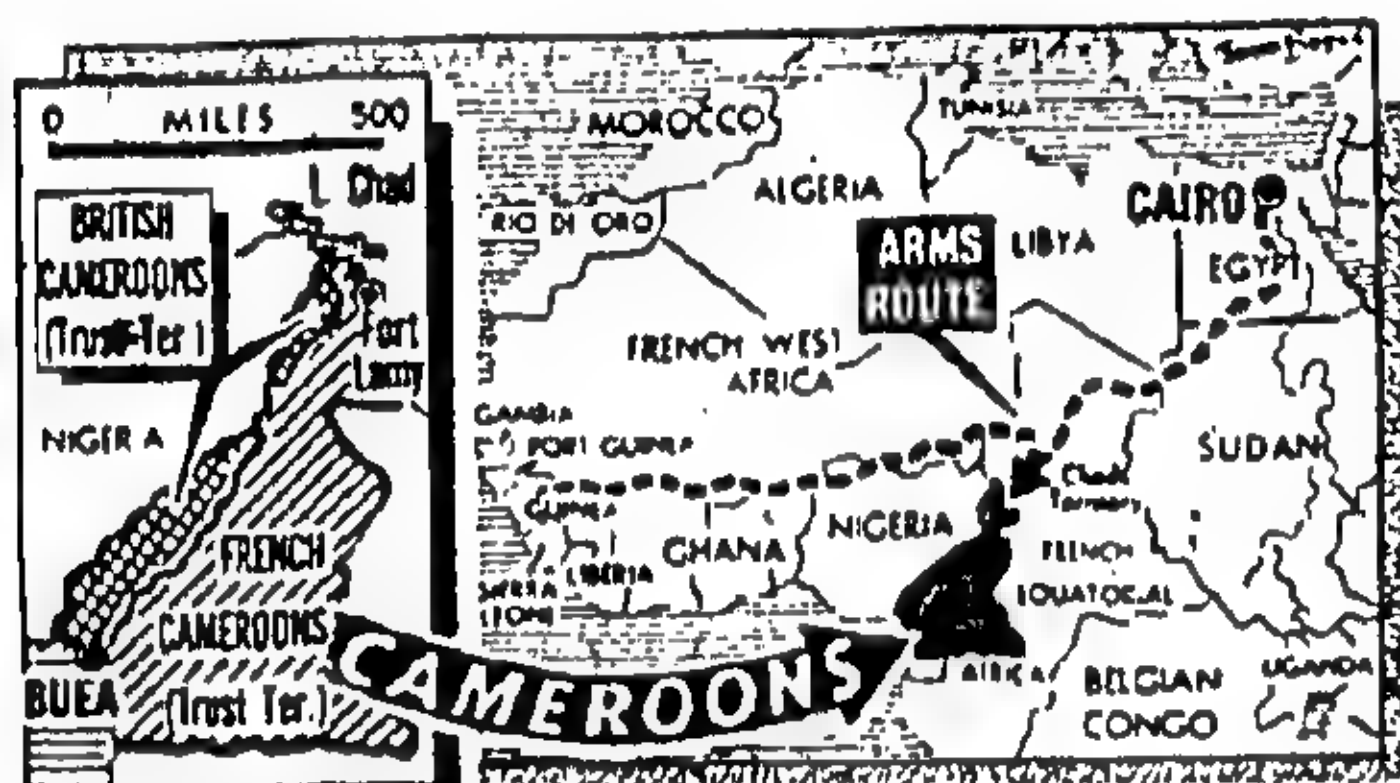 0 MILES 500
L. Chad
BRITISH
CAMEROONS
(Trust Ter.)
Fort
Lamy
NIGERIA
FRENCH
CAMEROONS
(Trust Ter.)
BUEA
MOROCCO
TUNISIA
ALGERIA
RIO DI ORO
CAIRO
ARMS
ROUTE
LIBYA
EGYPT
FRENCH WEST
AFRICA
GAMBIA
PORT GUINEA
GUINEA
SIERRA
LEONE
LIBERIA
GHANA
NIGERIA
SUDAN
Chad
Territory
FRENCH
EQUATORIAL
AFRICA
CAMEROONS
BELGIAN
CONGO
UGANDA